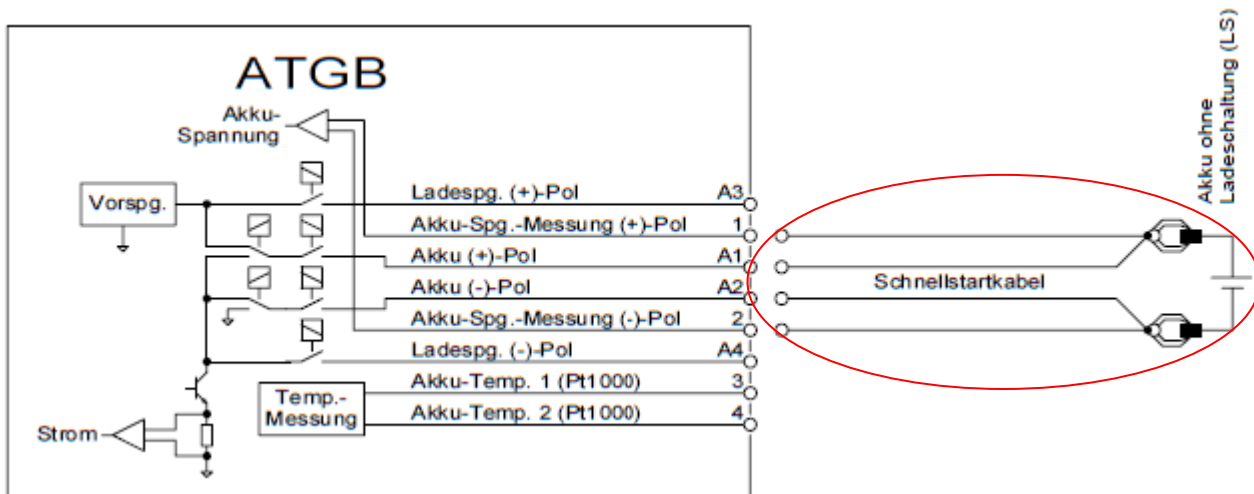 ATGB
Akku-
Spannung
Vorspg.
Ladespg. (+)-Pol A3
Akku-Spg.-Messung (+)-Pol 1
Akku (+)-Pol A1
Akku (-)-Pol A2
Akku-Spg.-Messung (-)-Pol 2
Ladespg. (-)-Pol A4
Akku-Temp. 1 (Pt1000) 3
Akku-Temp. 2 (Pt1000) 4
Temp.-
Messung
Strom
Schnellstartkabel
Akku ohne
Ladeschaltung (LS)